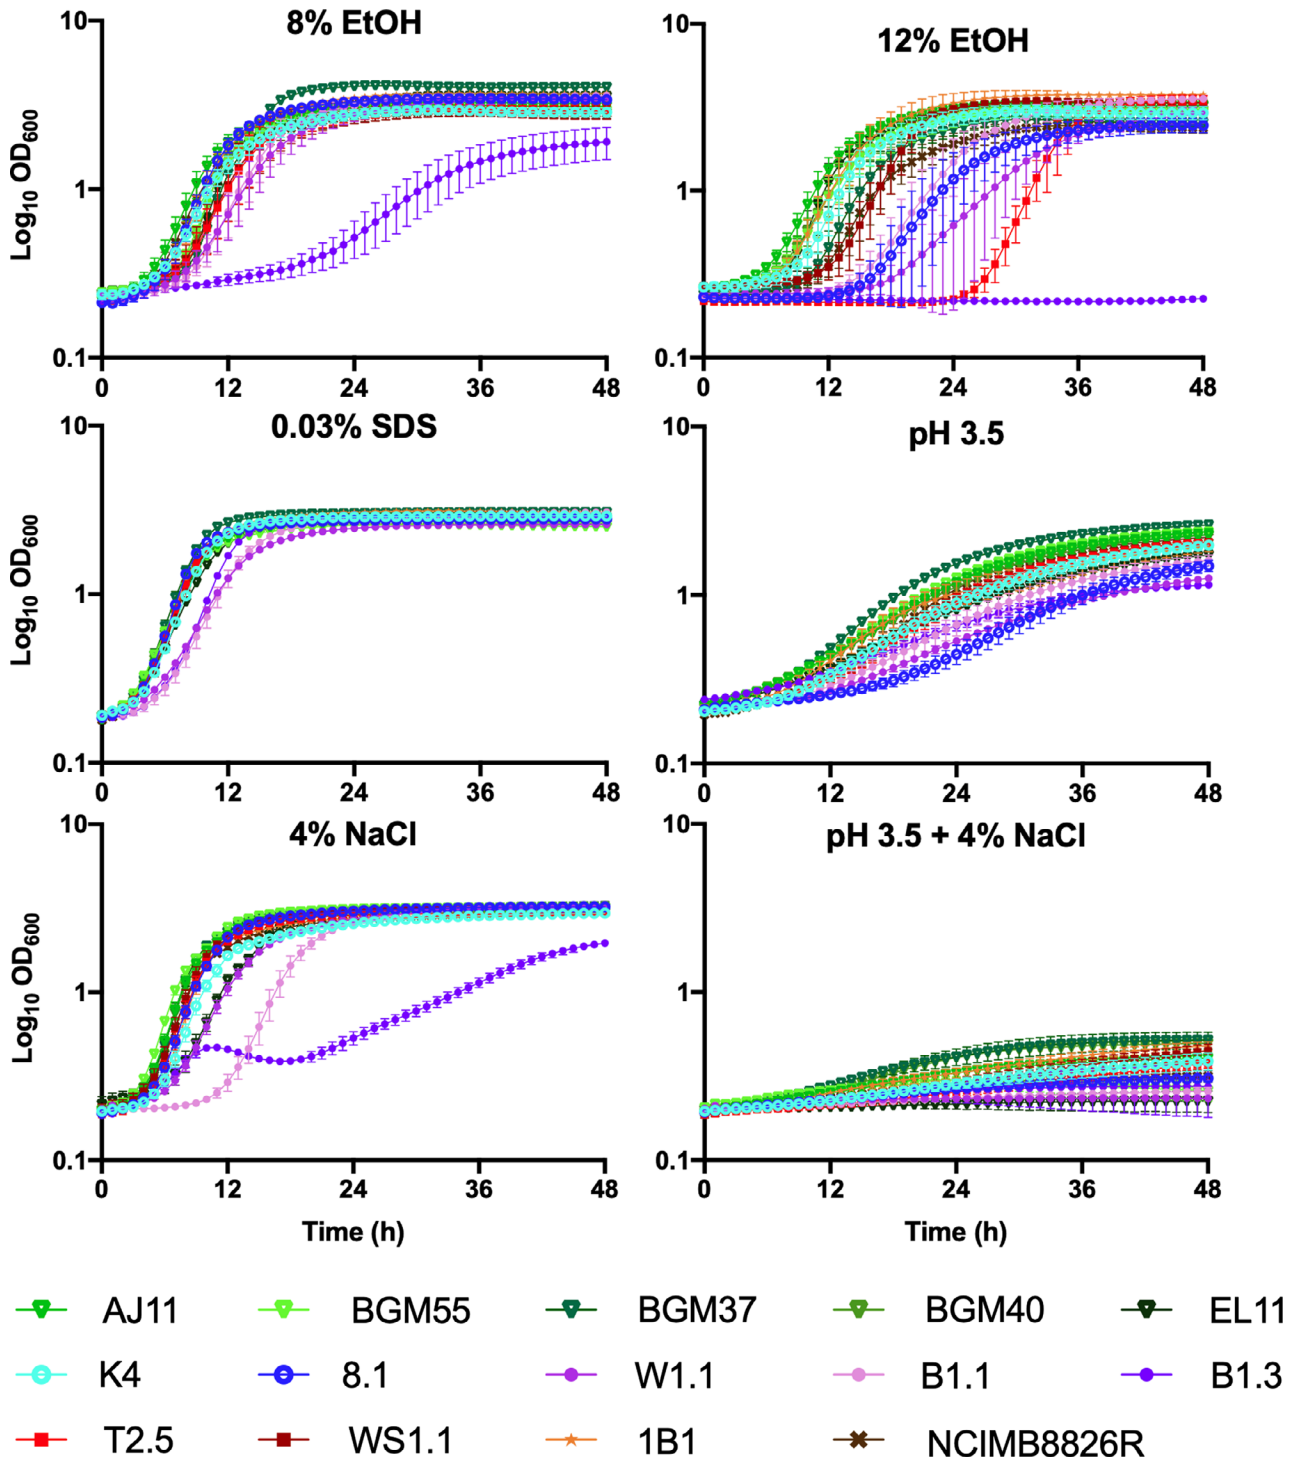 8% EtOH
12% EtOH
10
1
0.1
Log10 OD600
0 12 24 36 48
10
1
0.1
0 12 24 36 48
0.03% SDS
pH 3.5
10
1
0.1
Log10 OD600
0 12 24 36 48
10
1
0.1
0 12 24 36 48
4% NaCl
pH 3.5 + 4% NaCl
10
1
0.1
Log10 OD600
0 12 24 36 48
Time (h)
10
1
0.1
0 12 24 36 48
Time (h)
AJ11 BGM55 BGM37 BGM40 EL11
K4 8.1 W1.1 B1.1 B1.3
T2.5 WS1.1 1B1 NCIMB8826R